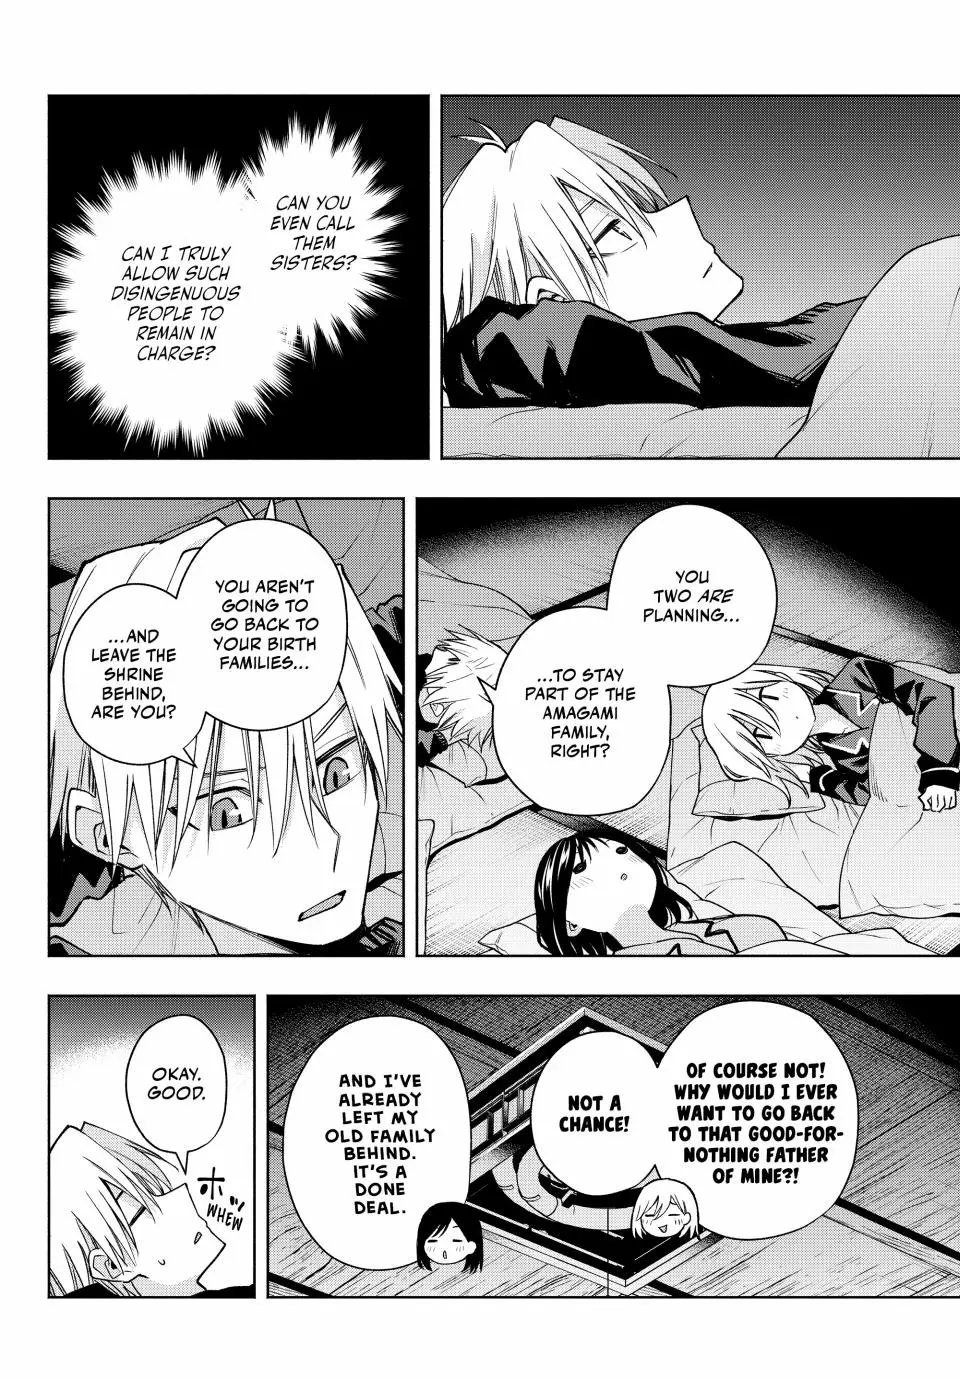 CAN YOU
EVEN CALL
THEM
SISTERS?
CAN I TRULY
ALLOW SUCH
DISINGENUOUS
PEOPLE TO
REMAIN IN
CHARGE?
YOU
TWO ARE
PLANNING...
...TO STAY
PART OF THE
AMAGAMI
FAMILY,
RIGHT?
YOU AREN'T
GOING TO
GO BACK TO
YOUR BIRTH
FAMILIES...
...AND
LEAVE THE
SHRINE
BEHIND,
ARE YOU?
OF COURSE NOT!
WHY WOULD I EVER
WANT TO GO BACK
TO THAT GOOD-FOR-
NOTHING FATHER
OF MINE?!
NOT A
CHANCE!
AND I'VE
ALREADY
LEFT MY
OLD FAMILY
BEHIND.
IT'S A
DONE
DEAL.
OKAY.
GOOD.
ホッ
WHEW